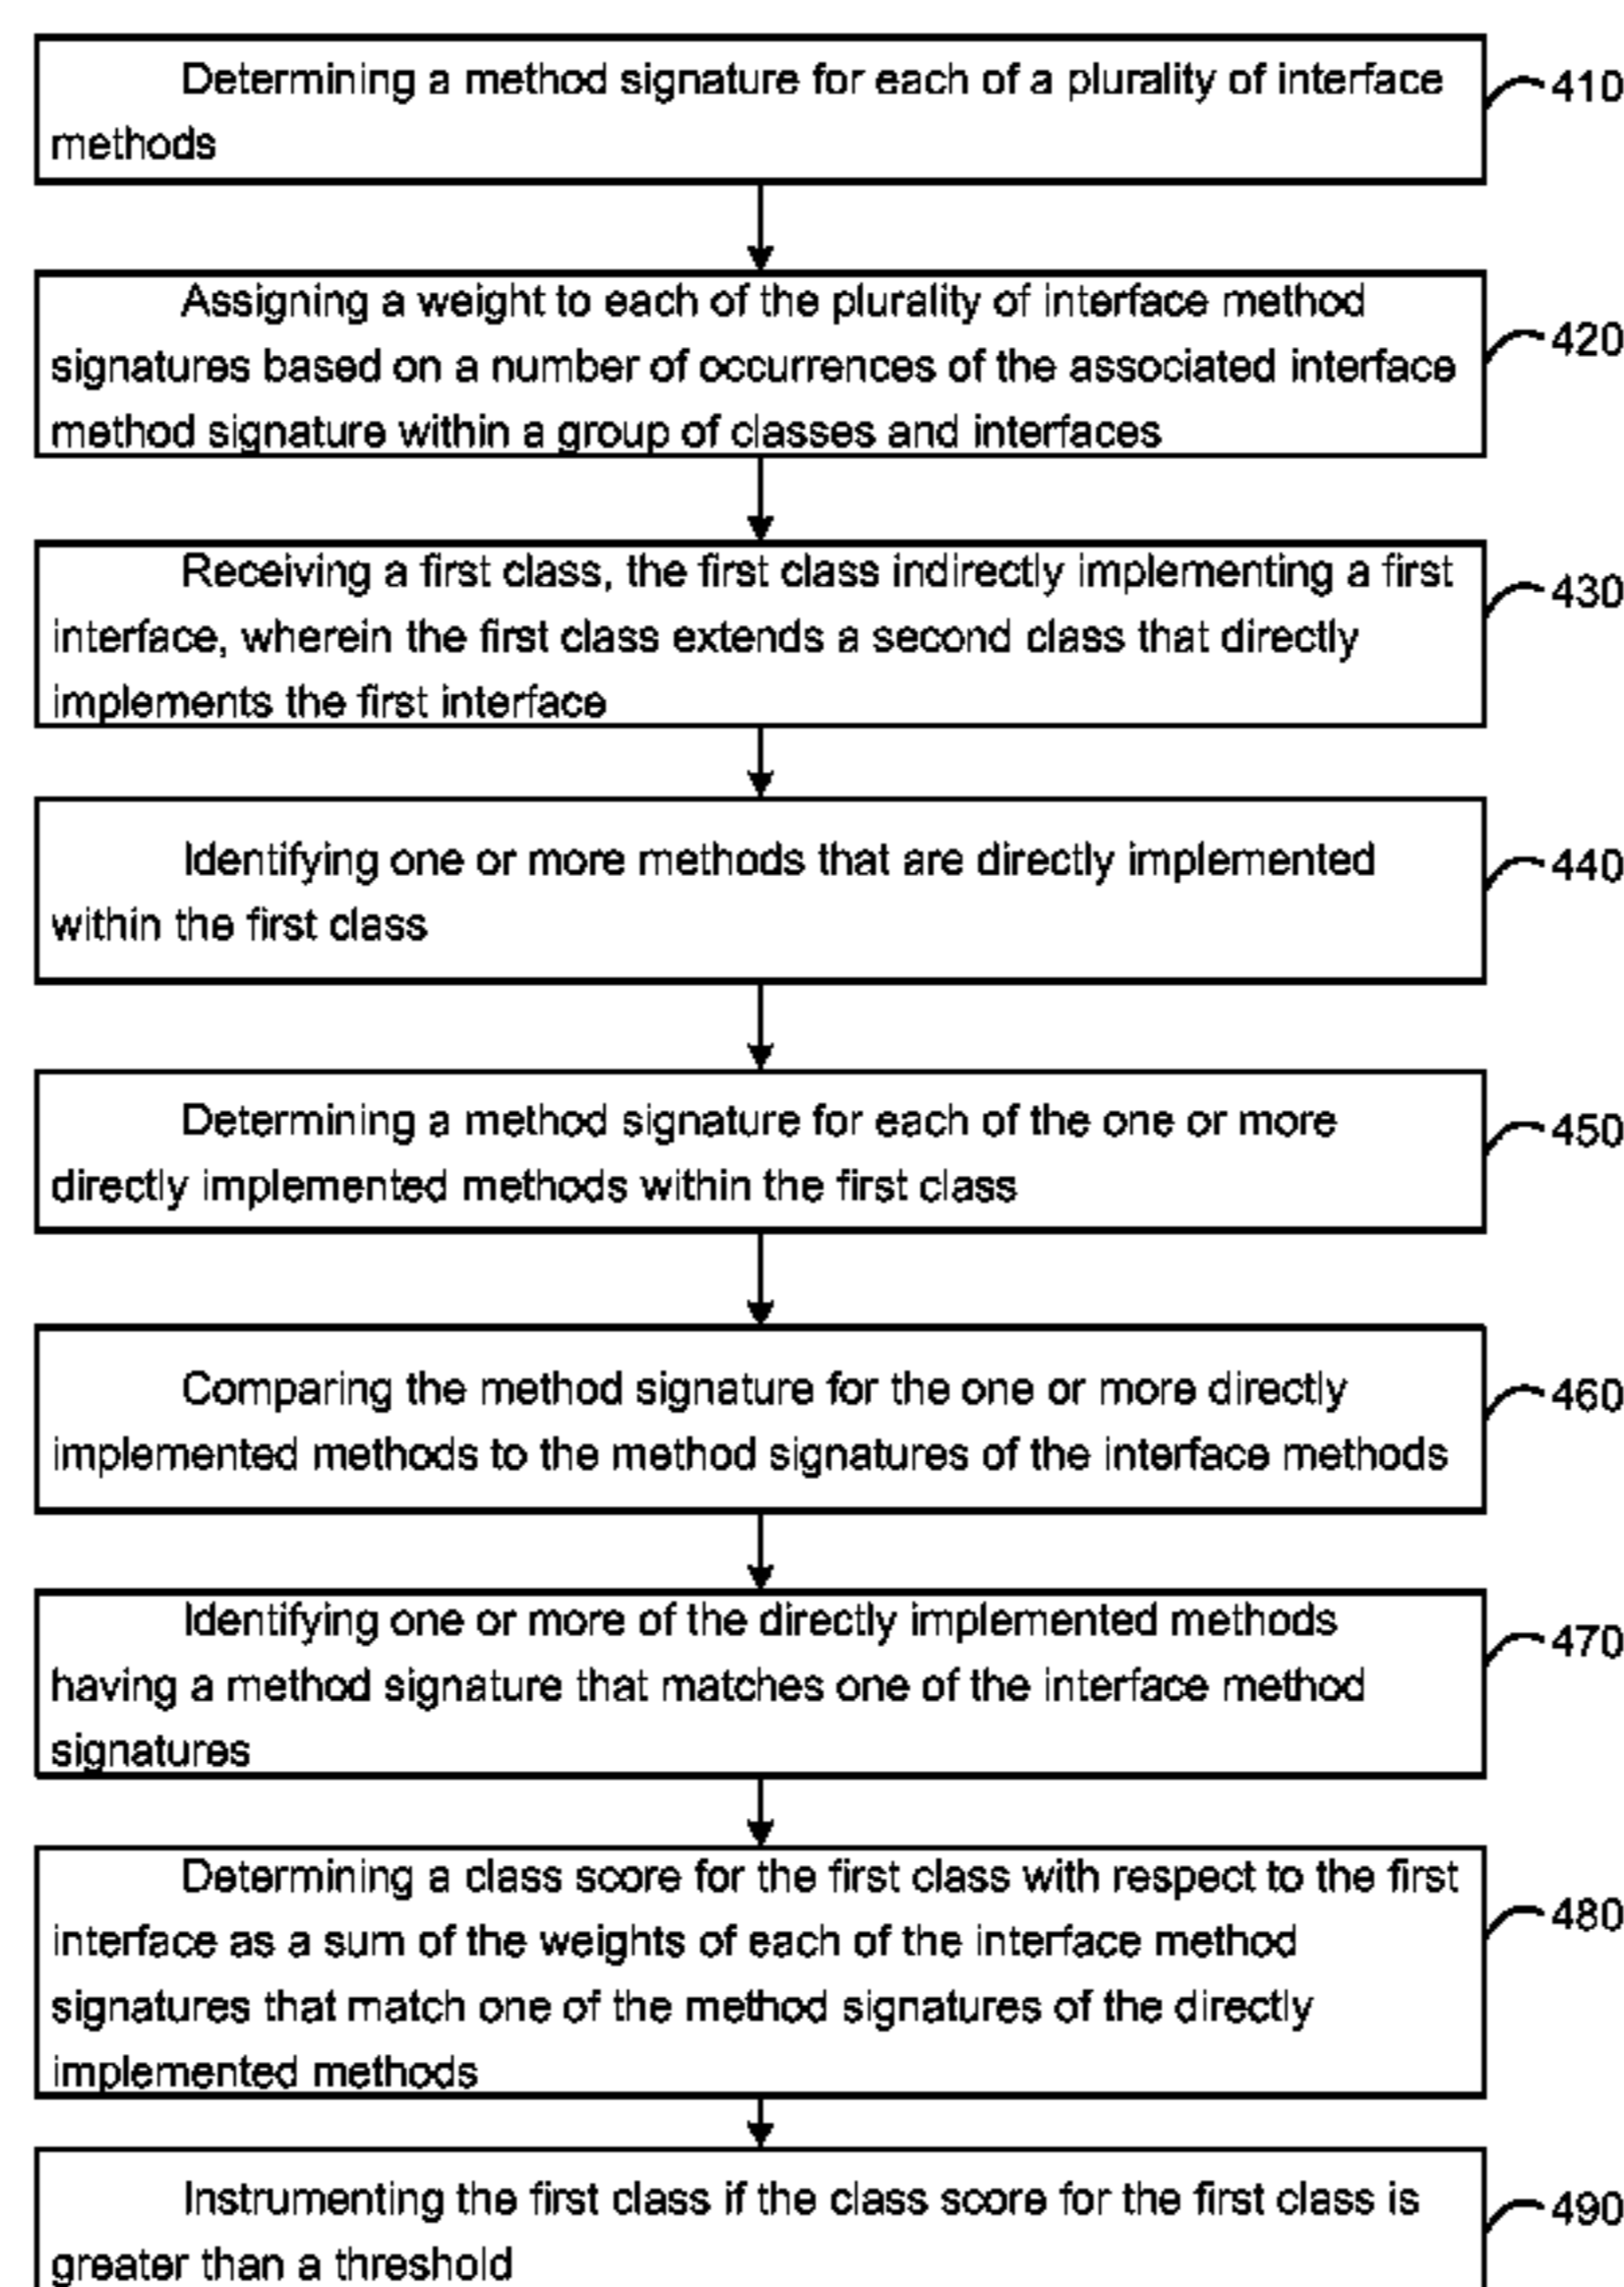 Determining a method signature for each of a plurality of interface
methods
410
Assigning a weight to each of the plurality of interface method
signatures based on a number of occurrences of the associated interface
method signature within a group of classes and interfaces
420
Receiving a first class, the first class indirectly implementing a first
interface, wherein the first class extends a second class that directly
implements the first interface
430
Identifying one or more methods that are directly implemented
within the first class
440
Determining a method signature for each of the one or more
directly implemented methods within the first class
450
Comparing the method signature for the one or more directly
implemented methods to the method signatures of the interface methods
460
Identifying one or more of the directly implemented methods
having a method signature that matches one of the interface method
signatures
470
Determining a class score for the first class with respect to the first
interface as a sum of the weights of each of the interface method
signatures that match one of the method signatures of the directly
implemented methods
480
Instrumenting the first class if the class score for the first class is
greater than a threshold
490